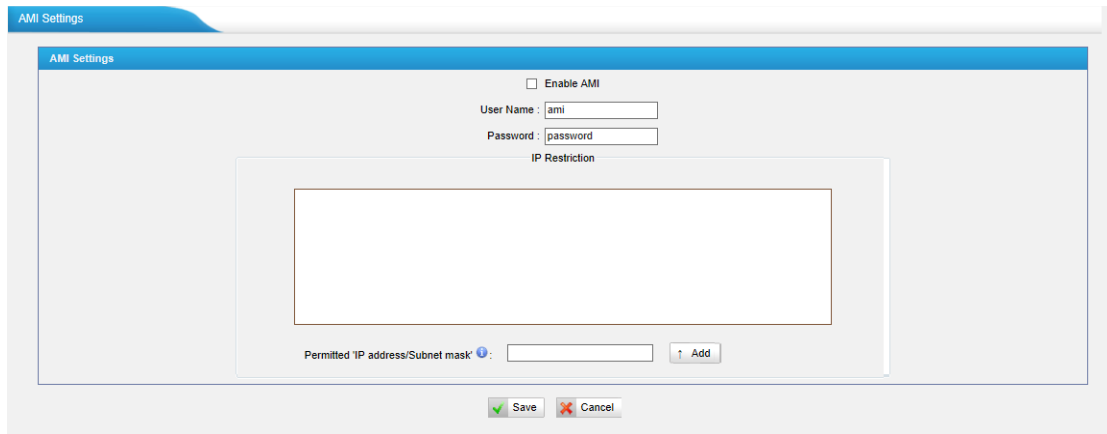 AMI Settings
AMI Settings
Enable AMI
User Name : ami
Password : password
IP Restriction
Permitted 'IP address/Subnet mask' i : ↑ Add
Save Cancel